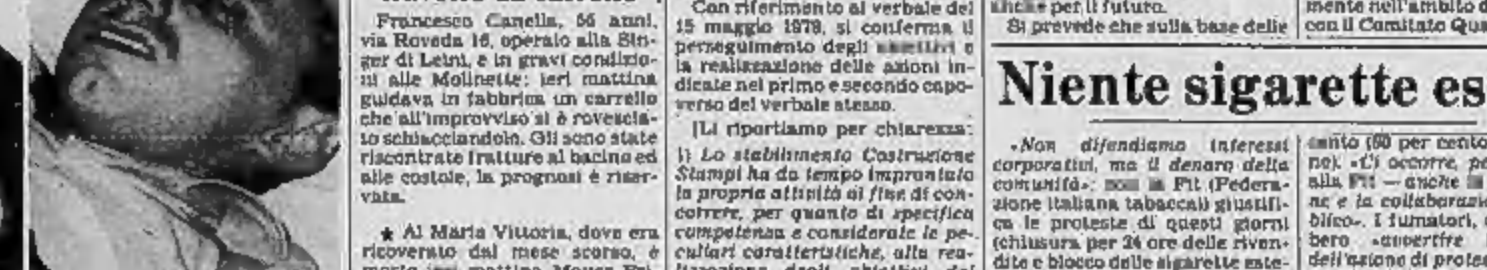 Francesco Canella, 56 anni,
via Roveda 16, operaio alla Sin-
ger di Leinì, è in gravi condizio-
ni alle Molinette: ieri mattina
guidava in fabbrica un carrello
che all'improvviso si è rovescia-
to schiacciandolo. Gli sono state
riscontrate fratture al bacino ed
alle costole, la prognosi è riser-
vata.
★ Al Maria Vittoria, dove era
ricoverato dal mese scorso, è
Con riferimento al verbale del
15 maggio 1978, si conferma il
perseguimento degli e
la realizzazione delle azioni in-
dicate nel primo e secondo capo-
verso del verbale stesso.
[Li riportiamo per chiarezza:
1) Lo stabilimento Costruzione
Stampi ha da tempo improntato
la propria attività al fine di con-
correre, per quanto di specifica
competenza e considerate le pe-
culiari caratteristiche, alla rea-
anche per il futuro.
Si prevede che sulla base delle
mente nell'ambito d
con il Comitato Qua
Niente sigarette es
«Non difendiamo interessi
corporativi, ma il denaro della
comunità»: la Fit (Federa-
zione italiana tabaccai) giustifi-
ca le proteste di questi giorni
(chiusura per 24 ore delle riven-
dite e blocco delle sigarette este-
canto (60 per cento
ne). «Ci occorre, pe
alla Fit — anche
ne e la collaborazio
blico». I fumatori,
bero «avvertire
dell'azione di protes